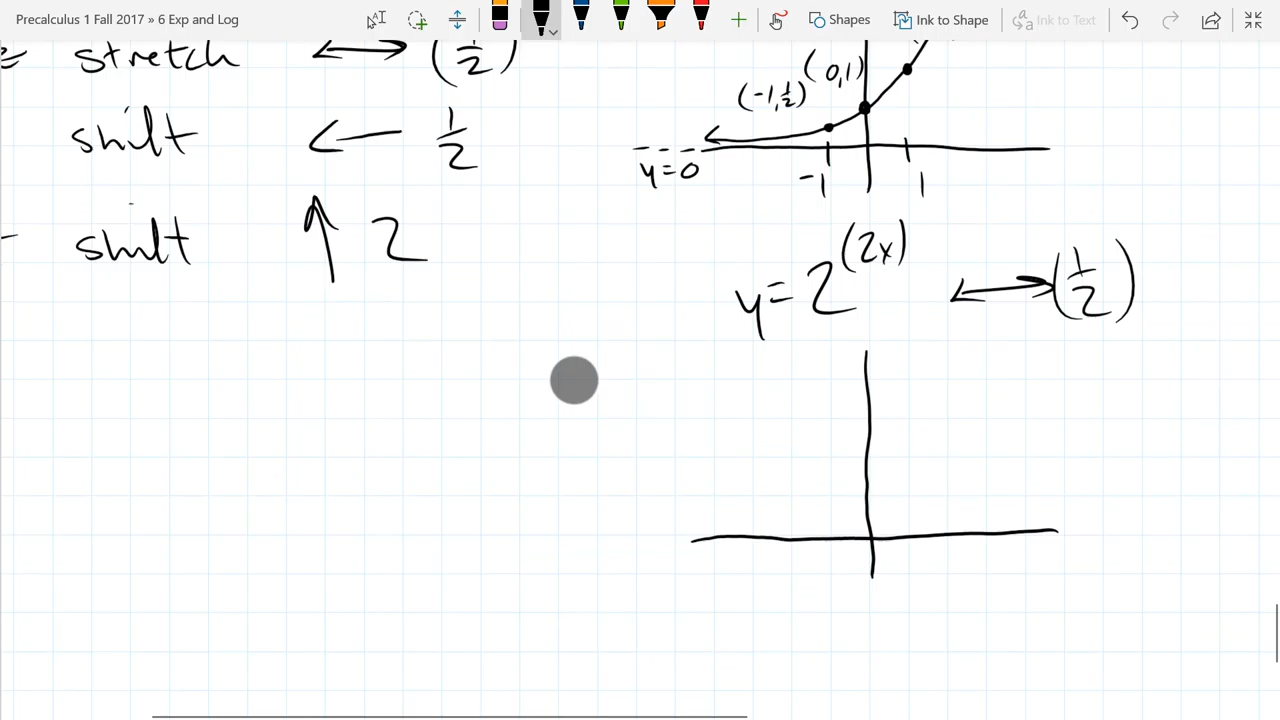 Precalculus 1 Fall 2017 » 6 Exp and Log
Shapes
Ink to Shape
Ink to Text
stretch ↔ (1/2)
shift ← 1/2
shift ↑ 2
(-1, 1/2) (0,1)
y=0
-1 1
y=2^(2x) ↔ (1/2)